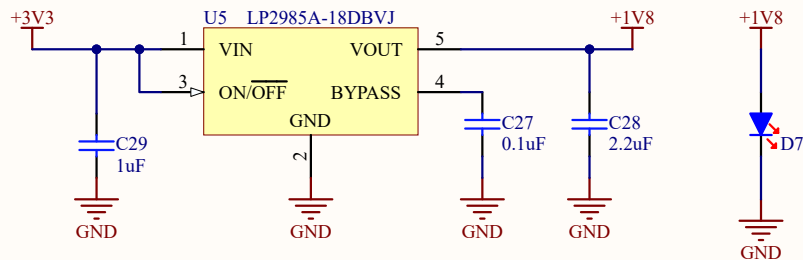 +3V3
U5 LP2985A-18DBVJ
+1V8
+1V8
1
VIN
VOUT
5
3
ON/OFF
BYPASS
4
GND
2
C29
1uF
C27
0.1uF
C28
2.2uF
D7
GND
GND
GND
GND
GND